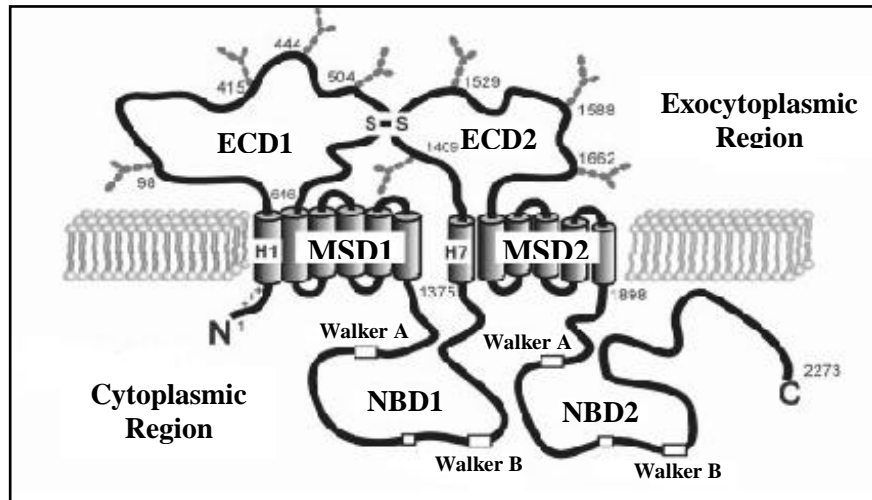 444
415
504
1529
1588
S S
ECD1
ECD2
Exocytoplasmic
Region
1409
1662
98
646
H1
MSD1
H7
MSD2
1375
1898
N 1
Walker A
Walker A
2273
C
Cytoplasmic
Region
NBD1
NBD2
Walker B
Walker B